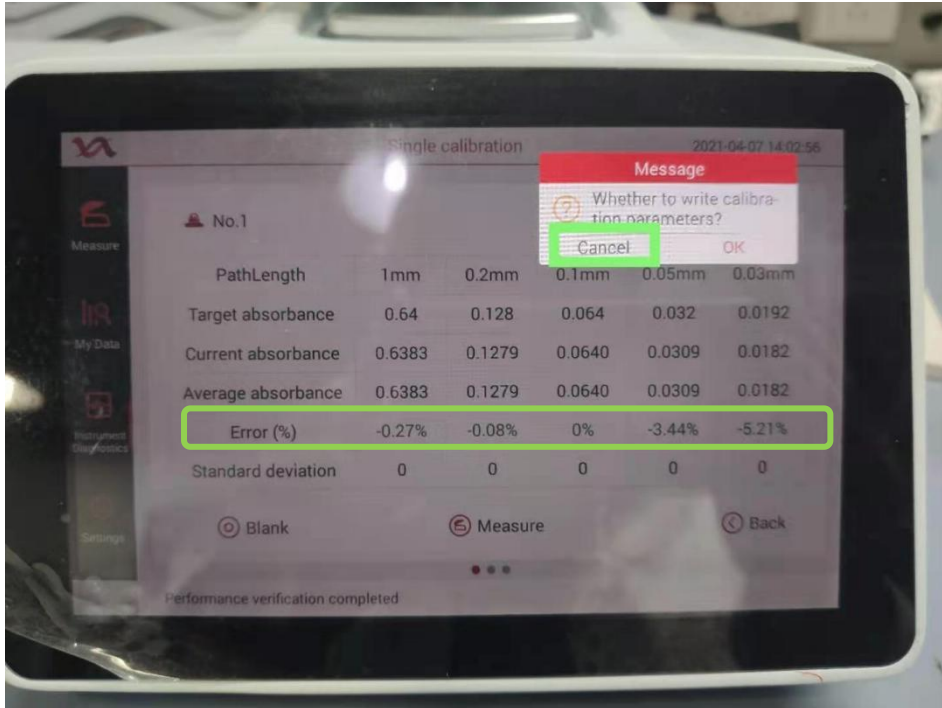 Single calibration
2021-04-07 14:02:56
Message
Whether to write calibra-
tion parameters?
Cancel OK
Measure
My Data
Instrument
Diagnostics
Settings
No.1
PathLength 1mm 0.2mm 0.1mm 0.05mm 0.03mm
Target absorbance 0.64 0.128 0.064 0.032 0.0192
Current absorbance 0.6383 0.1279 0.0640 0.0309 0.0182
Average absorbance 0.6383 0.1279 0.0640 0.0309 0.0182
Error (%) -0.27% -0.08% 0% -3.44% -5.21%
Standard deviation 0 0 0 0 0
Blank Measure Back
Performance verification completed